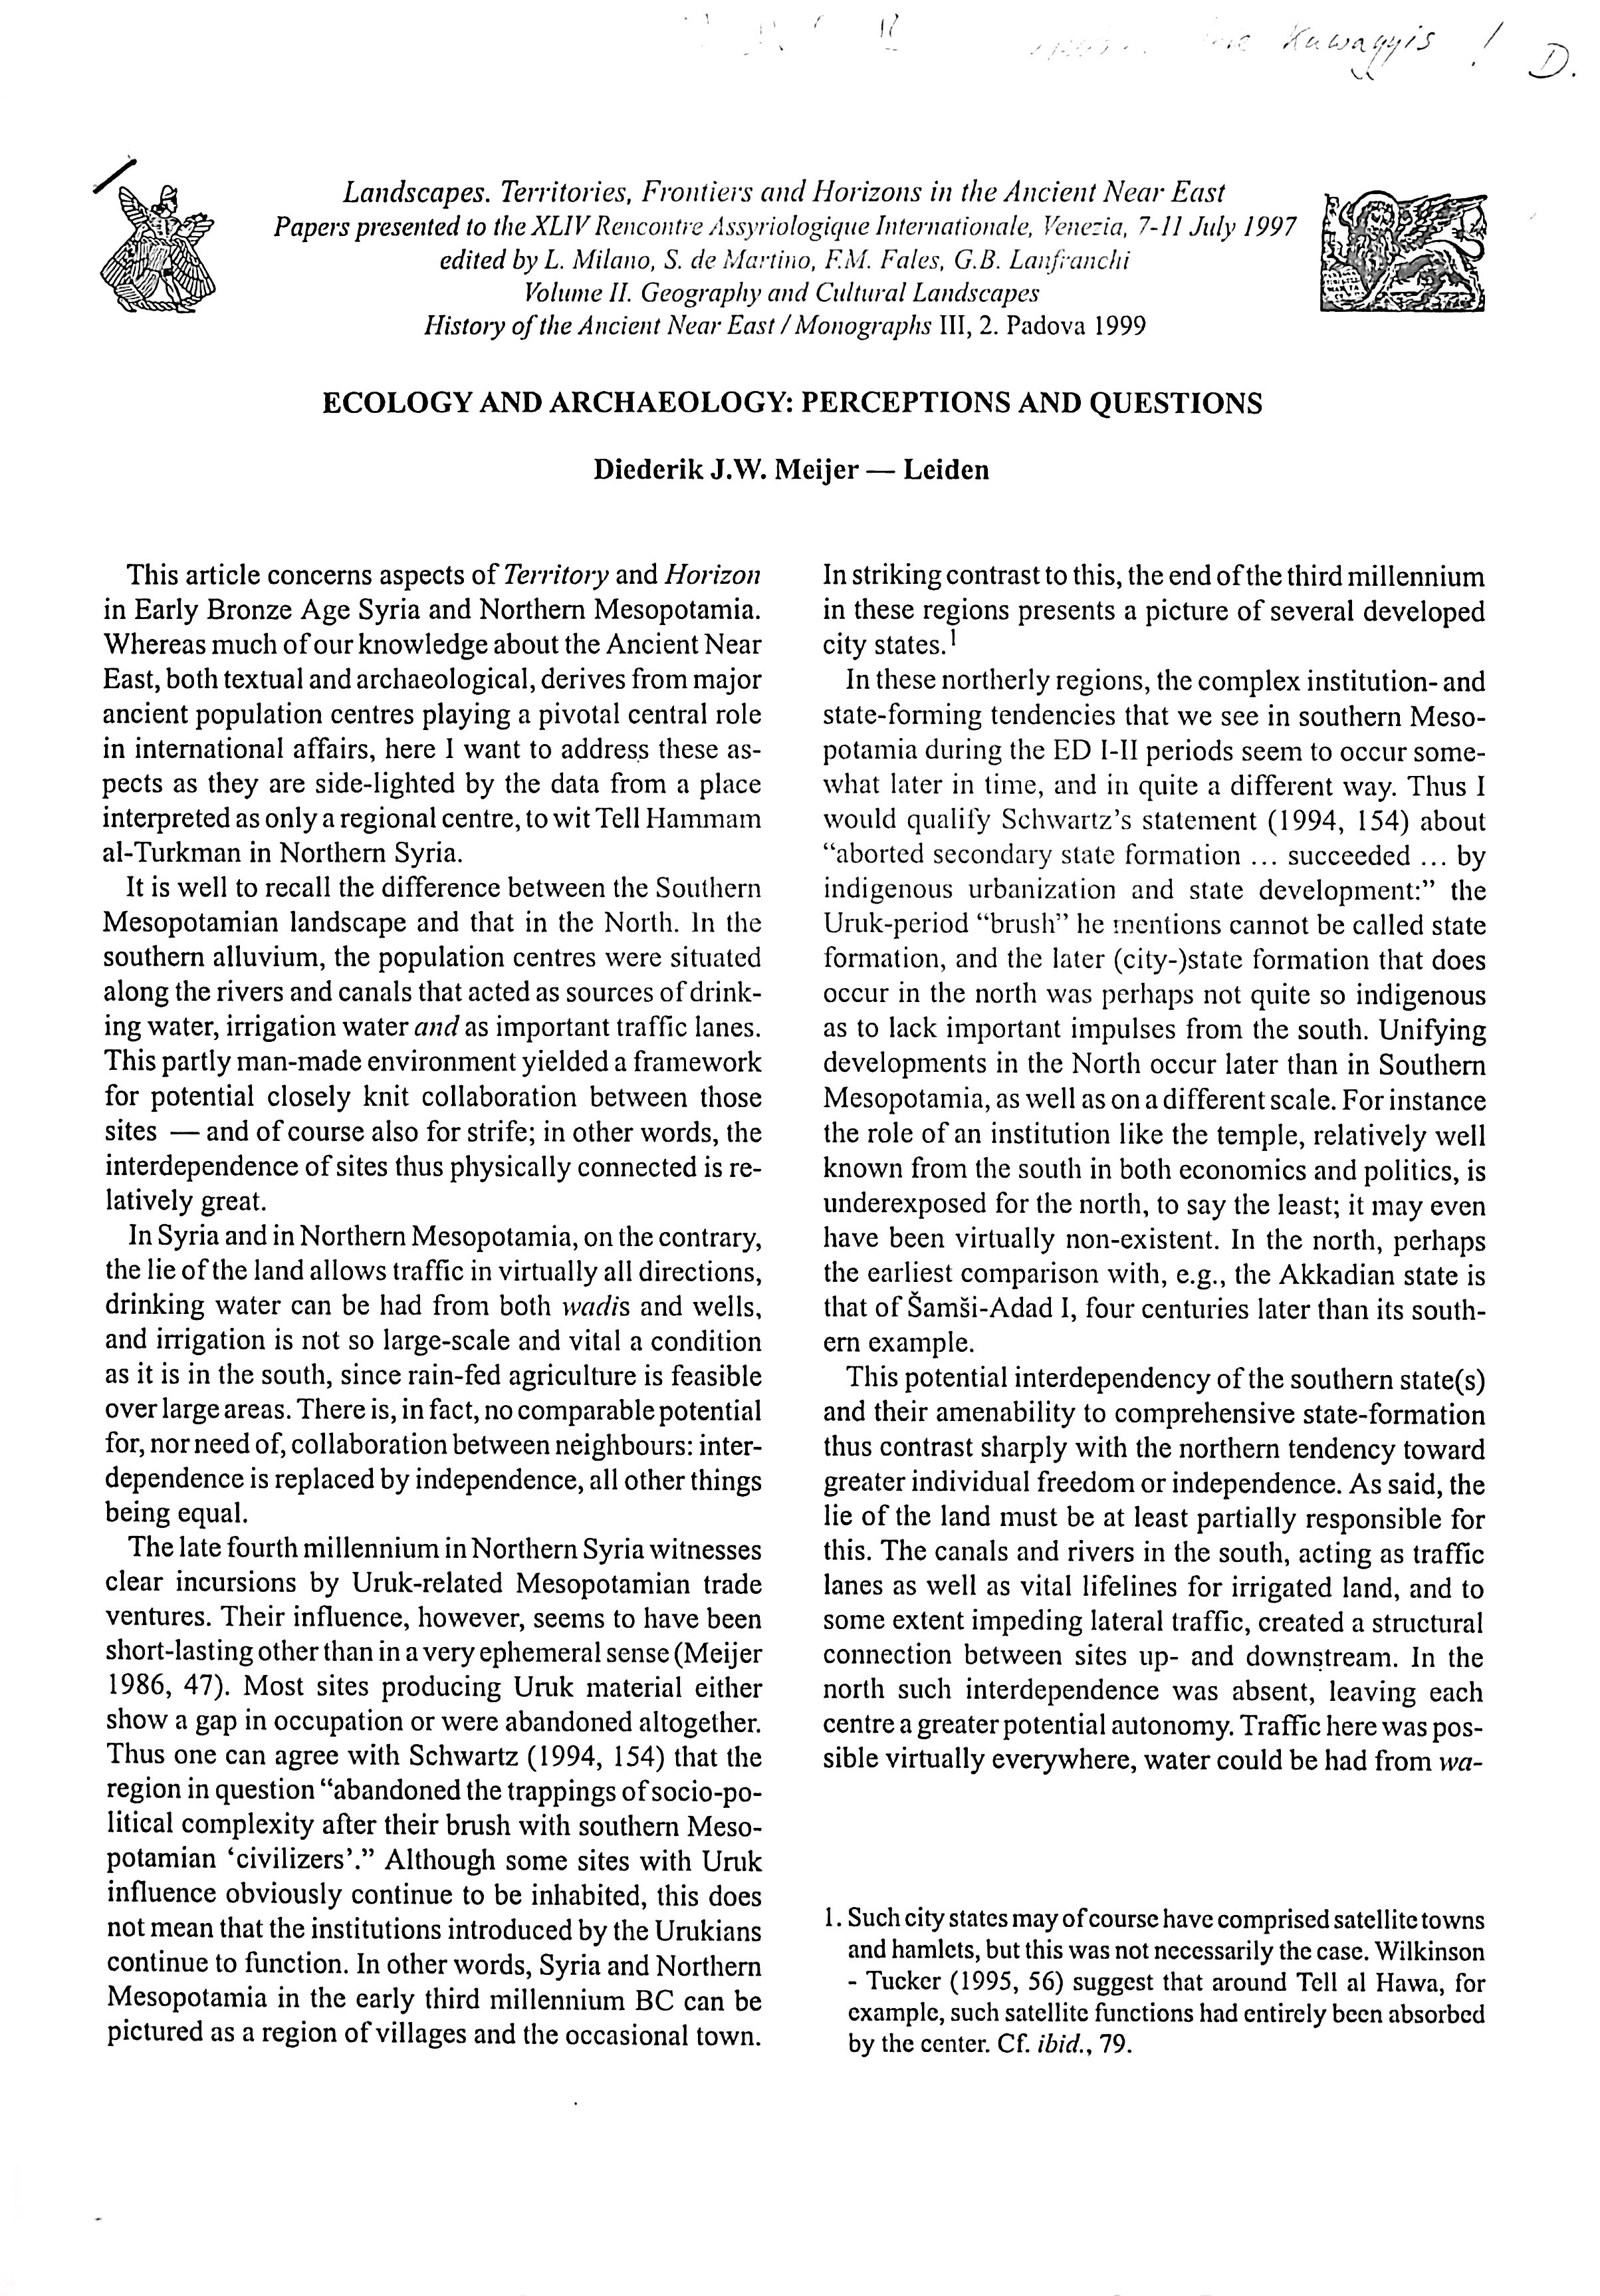 Kuwayyis ! D.
Landscapes. Territories, Frontiers and Horizons in the Ancient Near East
Papers presented to the XLIV Rencontre Assyriologique Internationale, Venezia, 7-11 July 1997
edited by L. Milano, S. de Martino, F.M. Fales, G.B. Lanfranchi
Volume II. Geography and Cultural Landscapes
History of the Ancient Near East / Monographs III, 2. Padova 1999
ECOLOGY AND ARCHAEOLOGY: PERCEPTIONS AND QUESTIONS
Diederik J.W. Meijer — Leiden
This article concerns aspects of Territory and Horizon
in Early Bronze Age Syria and Northern Mesopotamia.
Whereas much of our knowledge about the Ancient Near
East, both textual and archaeological, derives from major
ancient population centres playing a pivotal central role
in international affairs, here I want to address these as-
pects as they are side-lighted by the data from a place
interpreted as only a regional centre, to wit Tell Hammam
al-Turkman in Northern Syria.
It is well to recall the difference between the Southern
Mesopotamian landscape and that in the North. In the
southern alluvium, the population centres were situated
along the rivers and canals that acted as sources of drink-
ing water, irrigation water and as important traffic lanes.
This partly man-made environment yielded a framework
for potential closely knit collaboration between those
sites — and of course also for strife; in other words, the
interdependence of sites thus physically connected is re-
latively great.
In Syria and in Northern Mesopotamia, on the contrary,
the lie of the land allows traffic in virtually all directions,
drinking water can be had from both wadis and wells,
and irrigation is not so large-scale and vital a condition
as it is in the south, since rain-fed agriculture is feasible
over large areas. There is, in fact, no comparable potential
for, nor need of, collaboration between neighbours: inter-
dependence is replaced by independence, all other things
being equal.
The late fourth millennium in Northern Syria witnesses
clear incursions by Uruk-related Mesopotamian trade
ventures. Their influence, however, seems to have been
short-lasting other than in a very ephemeral sense (Meijer
1986, 47). Most sites producing Uruk material either
show a gap in occupation or were abandoned altogether.
Thus one can agree with Schwartz (1994, 154) that the
region in question “abandoned the trappings of socio-po-
litical complexity after their brush with southern Meso-
potamian ‘civilizers’.” Although some sites with Uruk
influence obviously continue to be inhabited, this does
not mean that the institutions introduced by the Urukians
continue to function. In other words, Syria and Northern
Mesopotamia in the early third millennium BC can be
pictured as a region of villages and the occasional town.
In striking contrast to this, the end of the third millennium
in these regions presents a picture of several developed
city states.1
In these northerly regions, the complex institution- and
state-forming tendencies that we see in southern Meso-
potamia during the ED I-II periods seem to occur some-
what later in time, and in quite a different way. Thus I
would qualify Schwartz’s statement (1994, 154) about
“aborted secondary state formation ... succeeded ... by
indigenous urbanization and state development:” the
Uruk-period “brush” he mentions cannot be called state
formation, and the later (city-)state formation that does
occur in the north was perhaps not quite so indigenous
as to lack important impulses from the south. Unifying
developments in the North occur later than in Southern
Mesopotamia, as well as on a different scale. For instance
the role of an institution like the temple, relatively well
known from the south in both economics and politics, is
underexposed for the north, to say the least; it may even
have been virtually non-existent. In the north, perhaps
the earliest comparison with, e.g., the Akkadian state is
that of Šamši-Adad I, four centuries later than its south-
ern example.
This potential interdependency of the southern state(s)
and their amenability to comprehensive state-formation
thus contrast sharply with the northern tendency toward
greater individual freedom or independence. As said, the
lie of the land must be at least partially responsible for
this. The canals and rivers in the south, acting as traffic
lanes as well as vital lifelines for irrigated land, and to
some extent impeding lateral traffic, created a structural
connection between sites up- and downstream. In the
north such interdependence was absent, leaving each
centre a greater potential autonomy. Traffic here was pos-
sible virtually everywhere, water could be had from wa-
1. Such city states may of course have comprised satellite towns
and hamlets, but this was not necessarily the case. Wilkinson
- Tucker (1995, 56) suggest that around Tell al Hawa, for
example, such satellite functions had entirely been absorbed
by the center. Cf. ibid., 79.